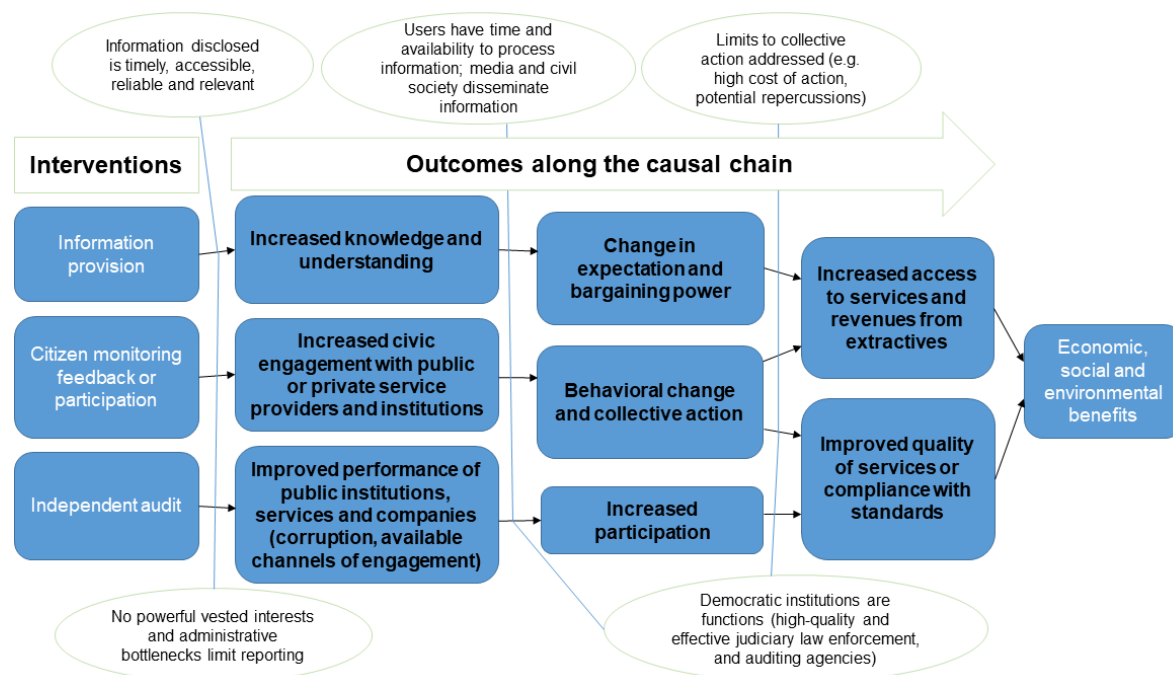 Information disclosed
is timely, accessible,
reliable and relevant
Users have time and
availability to process
information; media and civil
society disseminate
information
Limits to collective
action addressed (e.g.
high cost of action,
potential repercussions)
Interventions
Outcomes along the causal chain
Information
provision
Increased knowledge and
understanding
Change in
expectation and
bargaining power
Increased access
to services and
revenues from
extractives
Citizen monitoring
feedback or
participation
Increased civic
engagement with public
or private service
providers and institutions
Behavioral change
and collective action
Economic,
social and
environmental
benefits
Independent audit
Improved performance of
public institutions,
services and companies
(corruption, available
channels of engagement)
Increased
participation
Improved quality
of services or
compliance with
standards
No powerful vested interests
and administrative
bottlenecks limit reporting
Democratic institutions are
functions (high-quality and
effective judiciary law enforcement,
and auditing agencies)